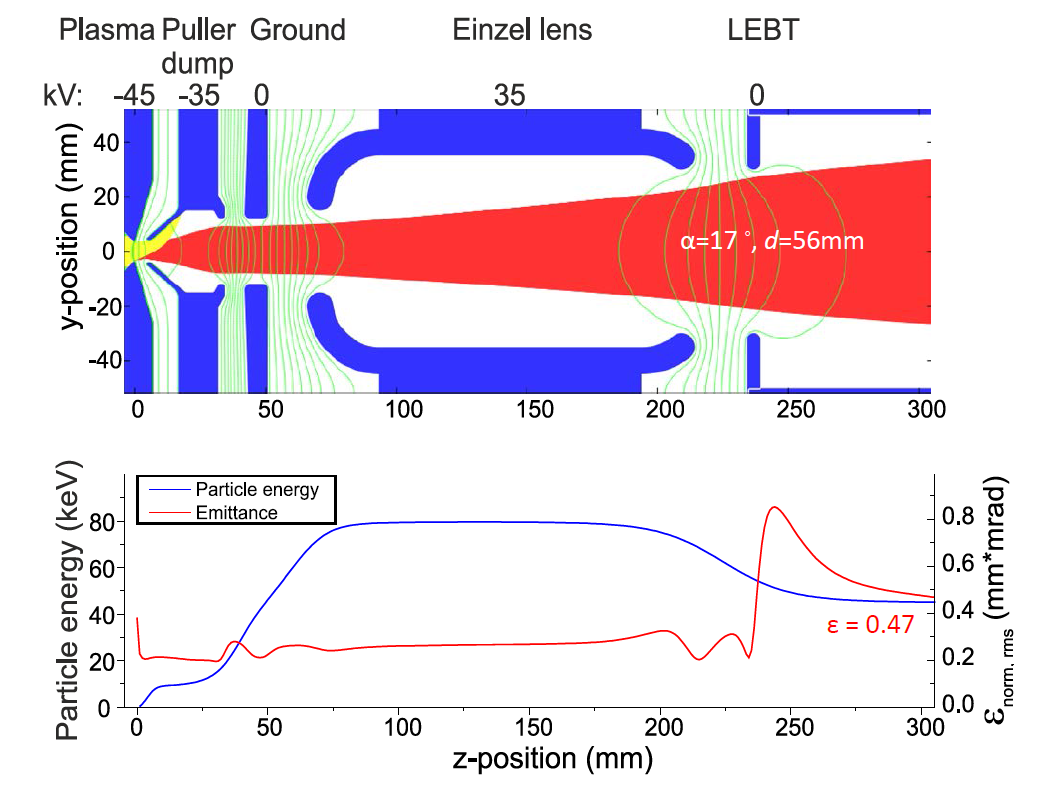 Plasma Puller Ground Einzel lens LEBT
dump
kV: -45 -35 0 35 0
y-position (mm)
40
20
0
-20
-40
α=17 °, d=56mm
0 50 100 150 200 250 300
Particle energy (keV)
80
60
40
20
0
Particle energy
Emittance
0.8
0.6
0.4
0.2
0.0
ε norm, rms (mm*mrad)
ε = 0.47
0 50 100 150 200 250 300
z-position (mm)